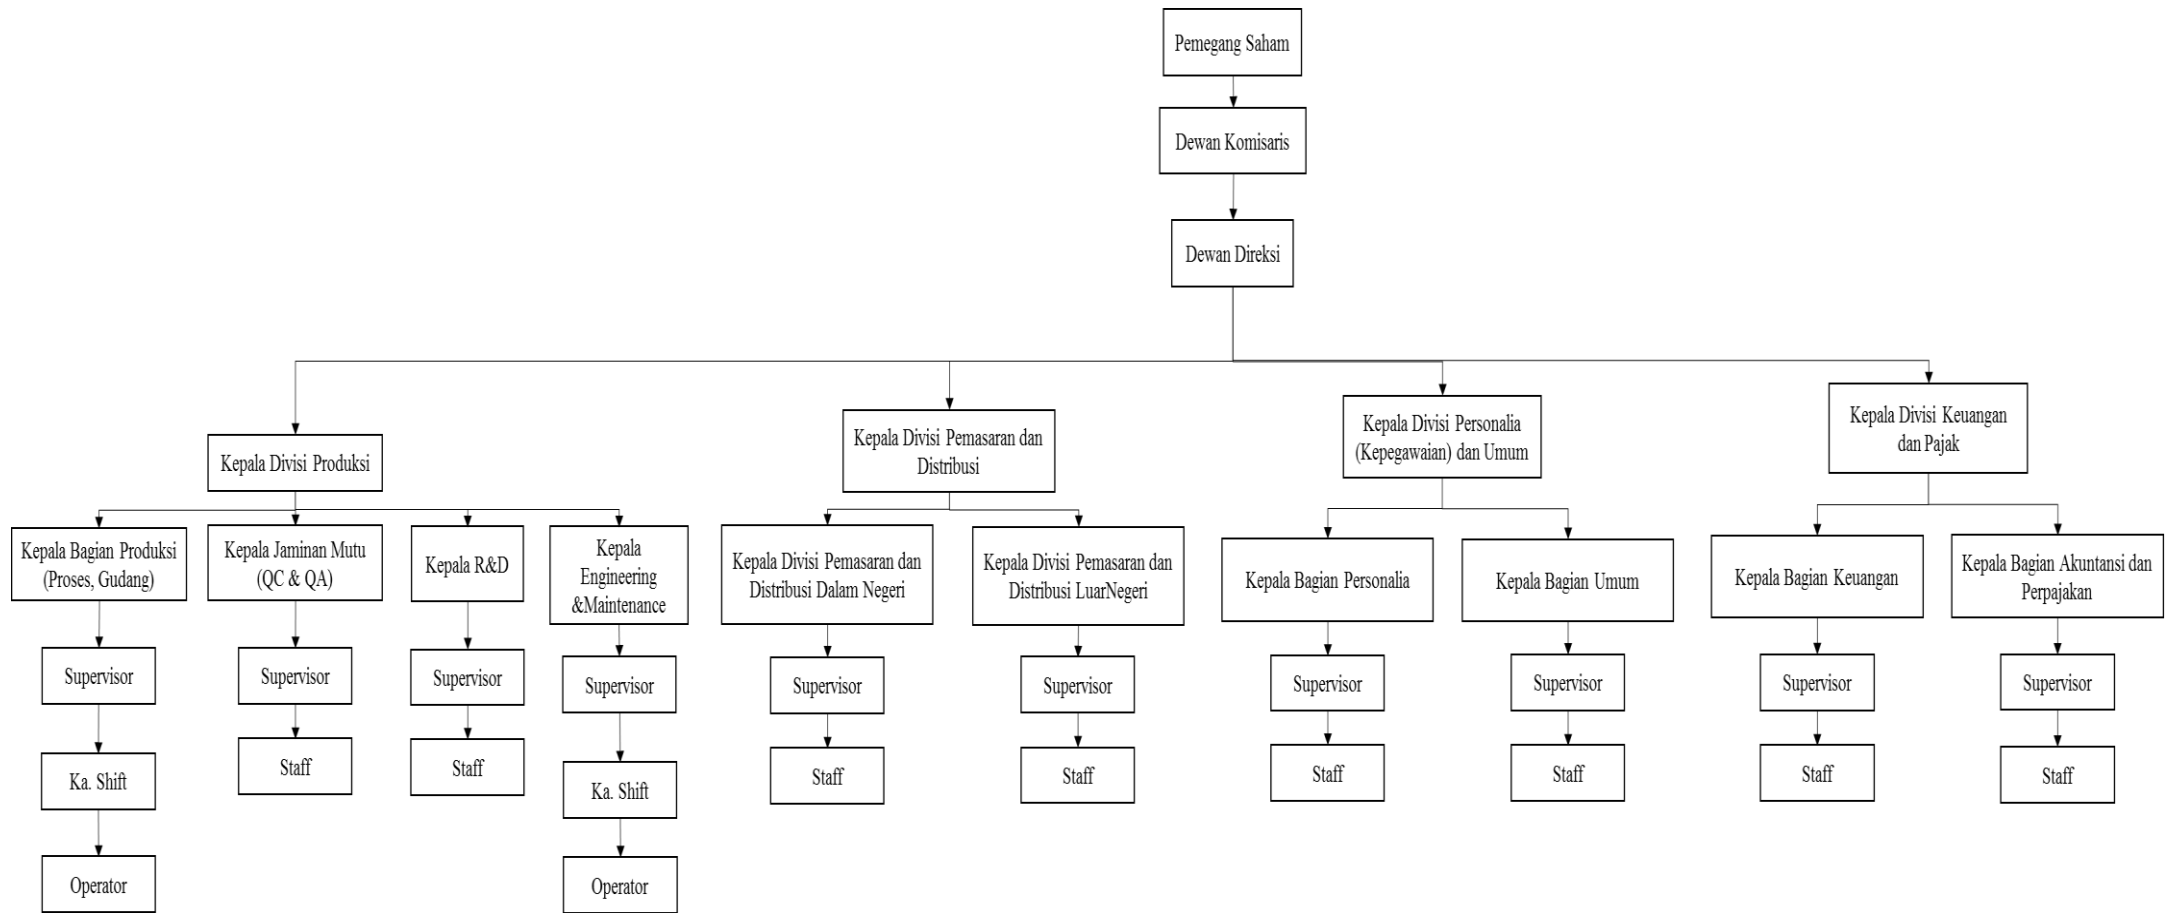 Pemegang Saham
Dewan Komisaris
Dewan Direksi
Kepala Divisi Produksi
Kepala Divisi Pemasaran dan
Distribusi
Kepala Divisi Personalia
(Kepegawaian) dan Umum
Kepala Divisi Keuangan
dan Pajak
Kepala Bagian Produksi
(Proses, Gudang)
Kepala Jaminan Mutu
(QC & QA)
Kepala R&D
Kepala
Engineering
&Maintenance
Kepala Divisi Pemasaran dan
Distribusi Dalam Negeri
Kepala Divisi Pemasaran dan
Distribusi LuarNegeri
Kepala Bagian Personalia
Kepala Bagian Umum
Kepala Bagian Keuangan
Kepala Bagian Akuntansi dan
Perpajakan
Supervisor
Supervisor
Supervisor
Supervisor
Supervisor
Supervisor
Supervisor
Supervisor
Supervisor
Supervisor
Ka. Shift
Staff
Staff
Ka. Shift
Staff
Staff
Staff
Staff
Staff
Staff
Operator
Operator